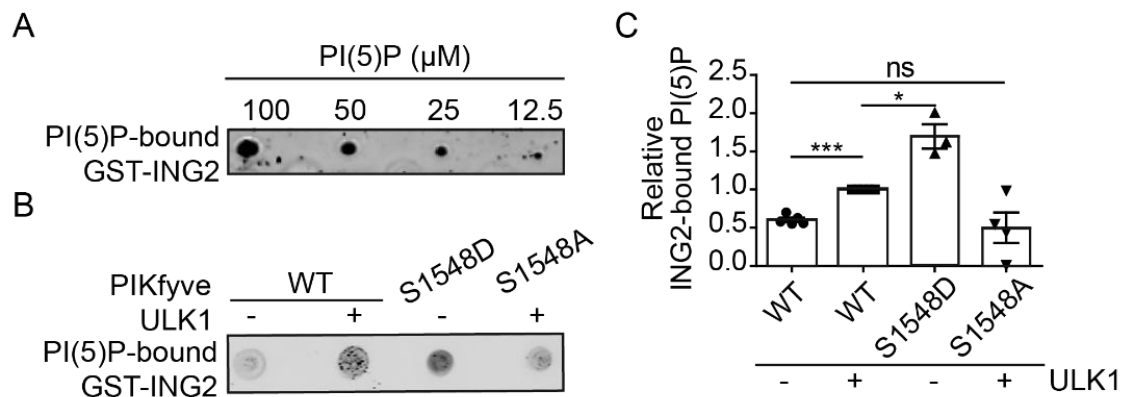 A
PI(5)P (µM)
100 50 25 12.5
PI(5)P-bound
GST-ING2
B
PIKfyve WT S1548D S1548A
ULK1 - + - +
PI(5)P-bound
GST-ING2
C
Relative
ING2-bound PI(5)P
2.5
2.0
1.5
1.0
0.5
0.0
ns
*
***
WT WT S1548D S1548A
- + - + ULK1